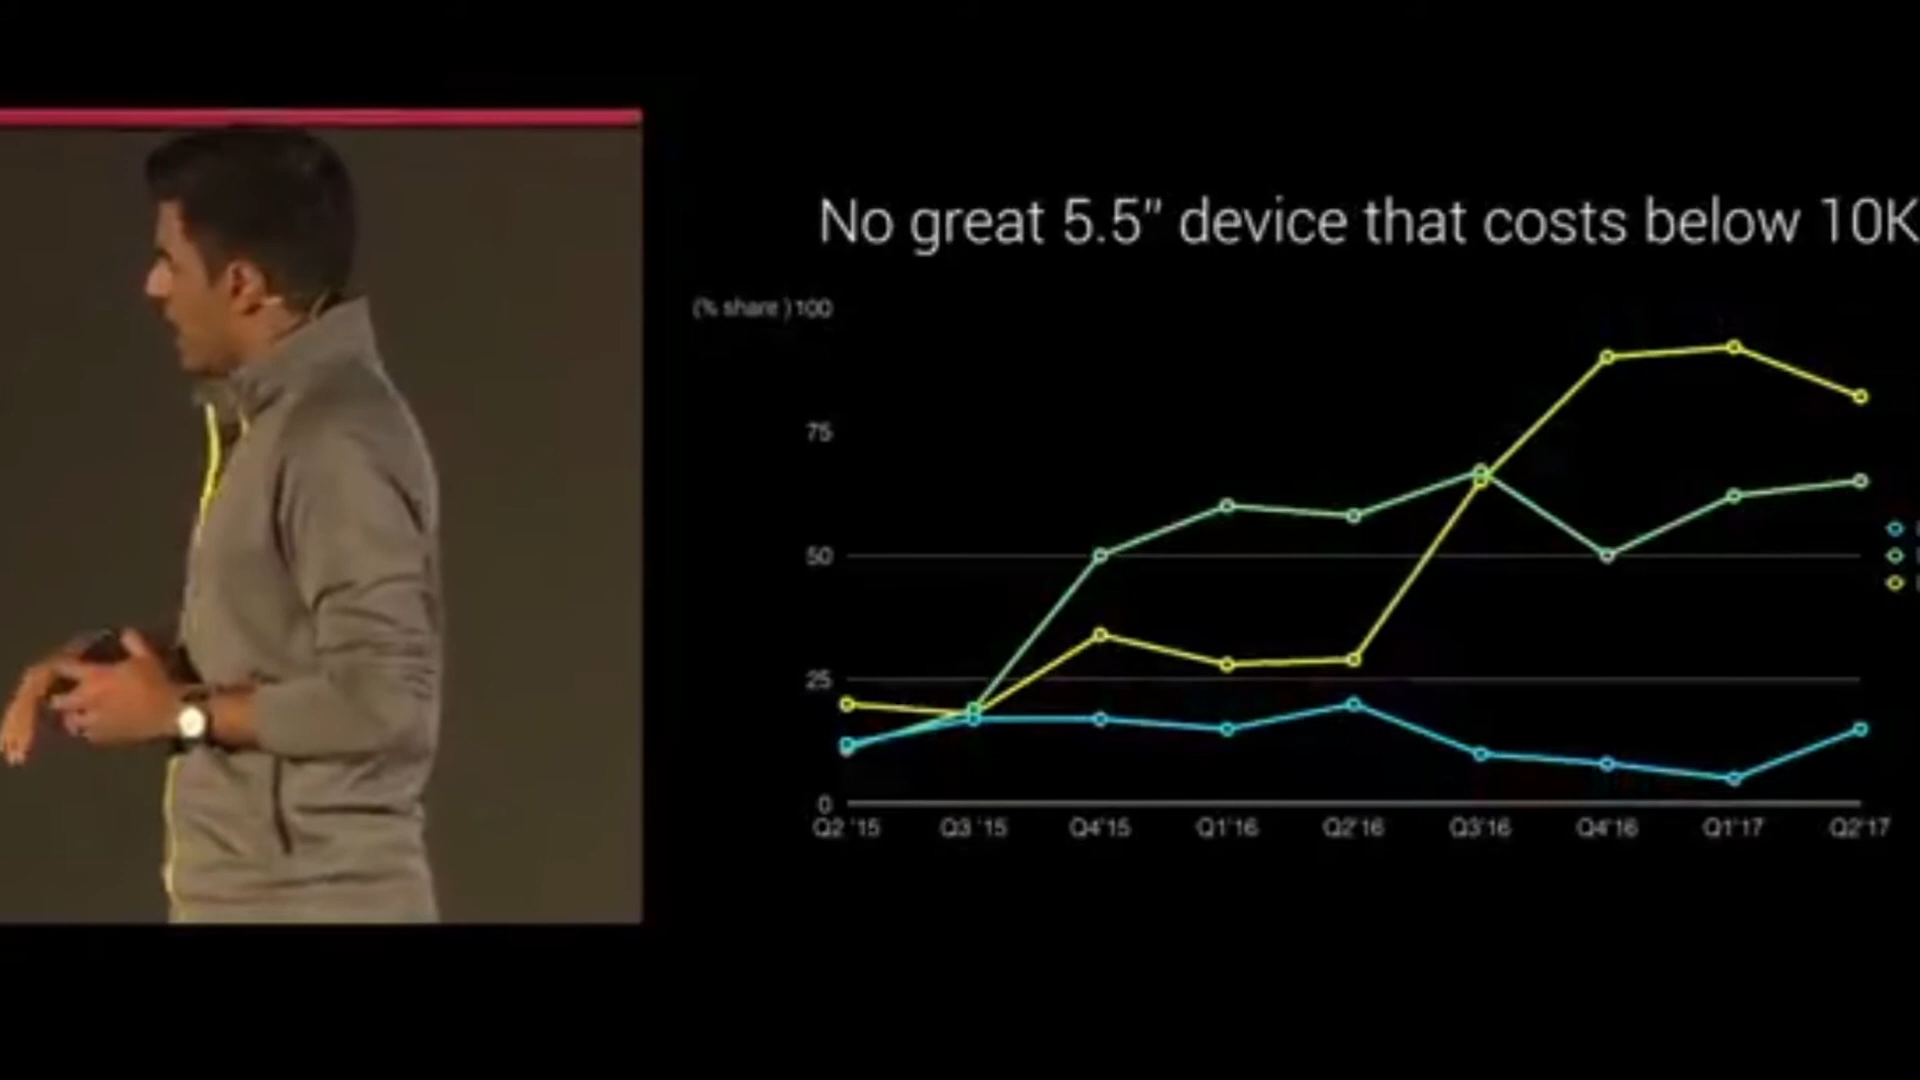 No great 5.5" device that costs below 10K
(% share) 100
75
50
25
0
Q2 '15 Q3 '15 Q4'15 Q1'16 Q2'16 Q3'16 Q4'16 Q1'17 Q2'17